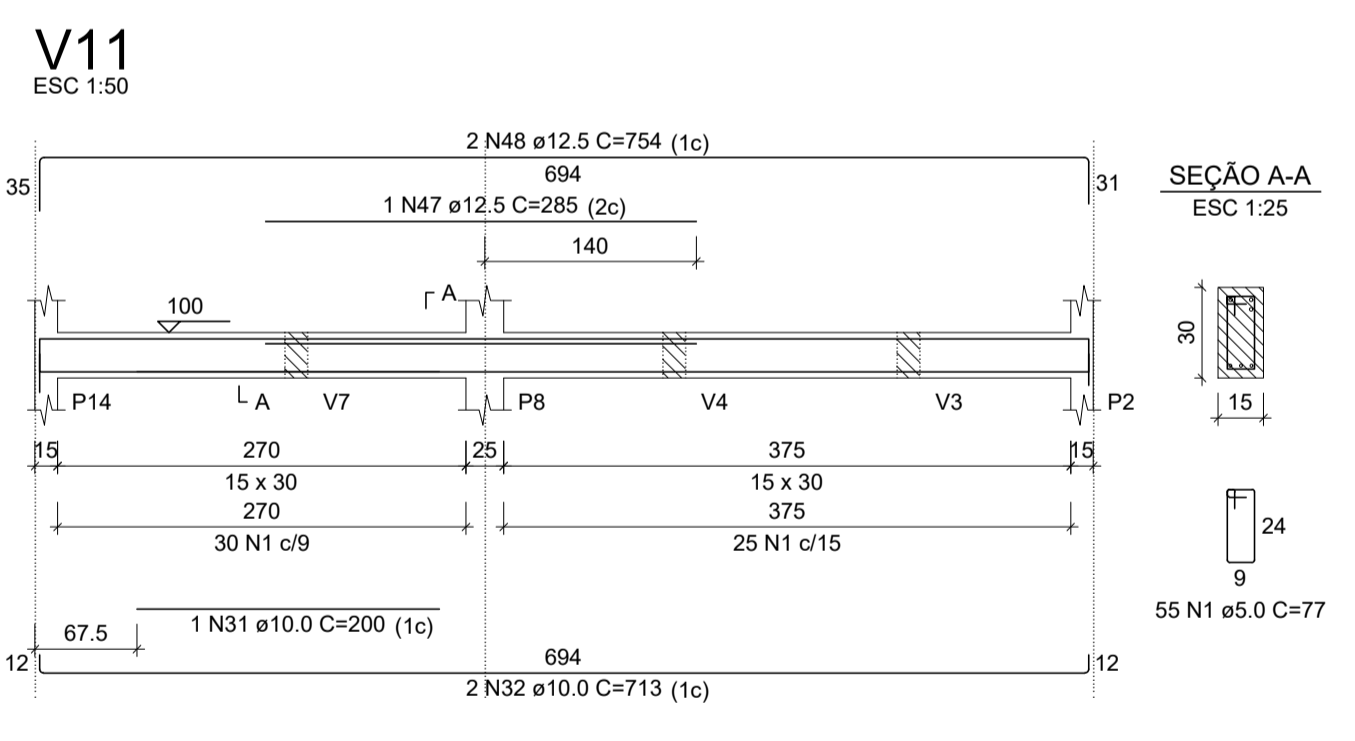 V11
ESC 1:50
2 N48 ø12.5 C=754 (1c)
35
694
31
1 N47 ø12.5 C=285 (2c)
140
SEÇÃO A-A
ESC 1:25
100
A
30
15
P14
A
V7
P8
V4
V3
P2
15
270
25
375
15
15 x 30
15 x 30
270
375
30 N1 c/9
25 N1 c/15
24
9
55 N1 ø5.0 C=77
1 N31 ø10.0 C=200 (1c)
67.5
12
694
12
2 N32 ø10.0 C=713 (1c)